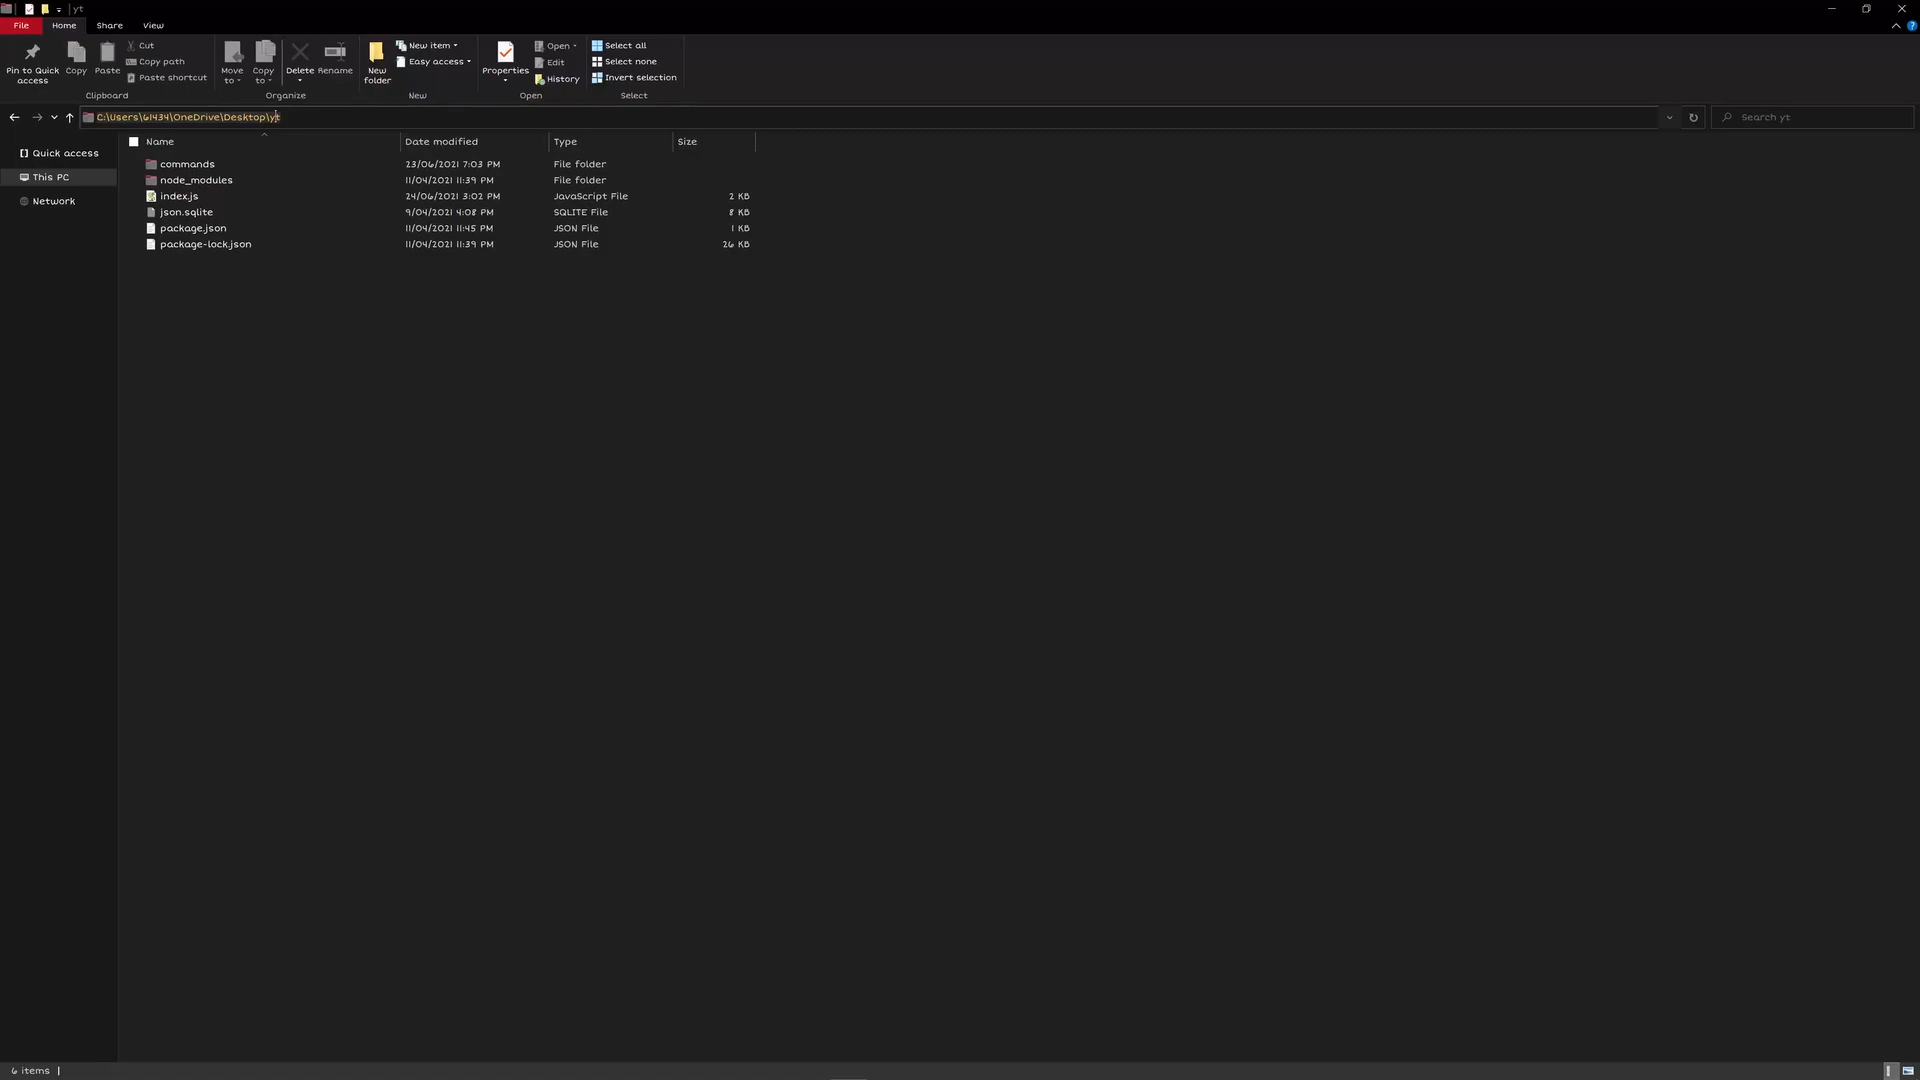 yt
File Home Share View
Pin to Quick access
Copy
Paste
Cut
Copy path
Paste shortcut
Clipboard
Move to
Copy to
Delete
Rename
Organize
New folder
New item
Easy access
New
Properties
Open
Edit
History
Open
Select all
Select none
Invert selection
Select
C:\Users\61434\OneDrive\Desktop\yt
Search yt
Quick access
This PC
Network
Name Date modified Type Size
commands 23/06/2021 7:03 PM File folder
node_modules 11/04/2021 11:39 PM File folder
index.js 24/06/2021 3:02 PM JavaScript File 2 KB
json.sqlite 9/04/2021 4:08 PM SQLITE File 8 KB
package.json 11/04/2021 11:45 PM JSON File 1 KB
package-lock.json 11/04/2021 11:39 PM JSON File 26 KB
6 items